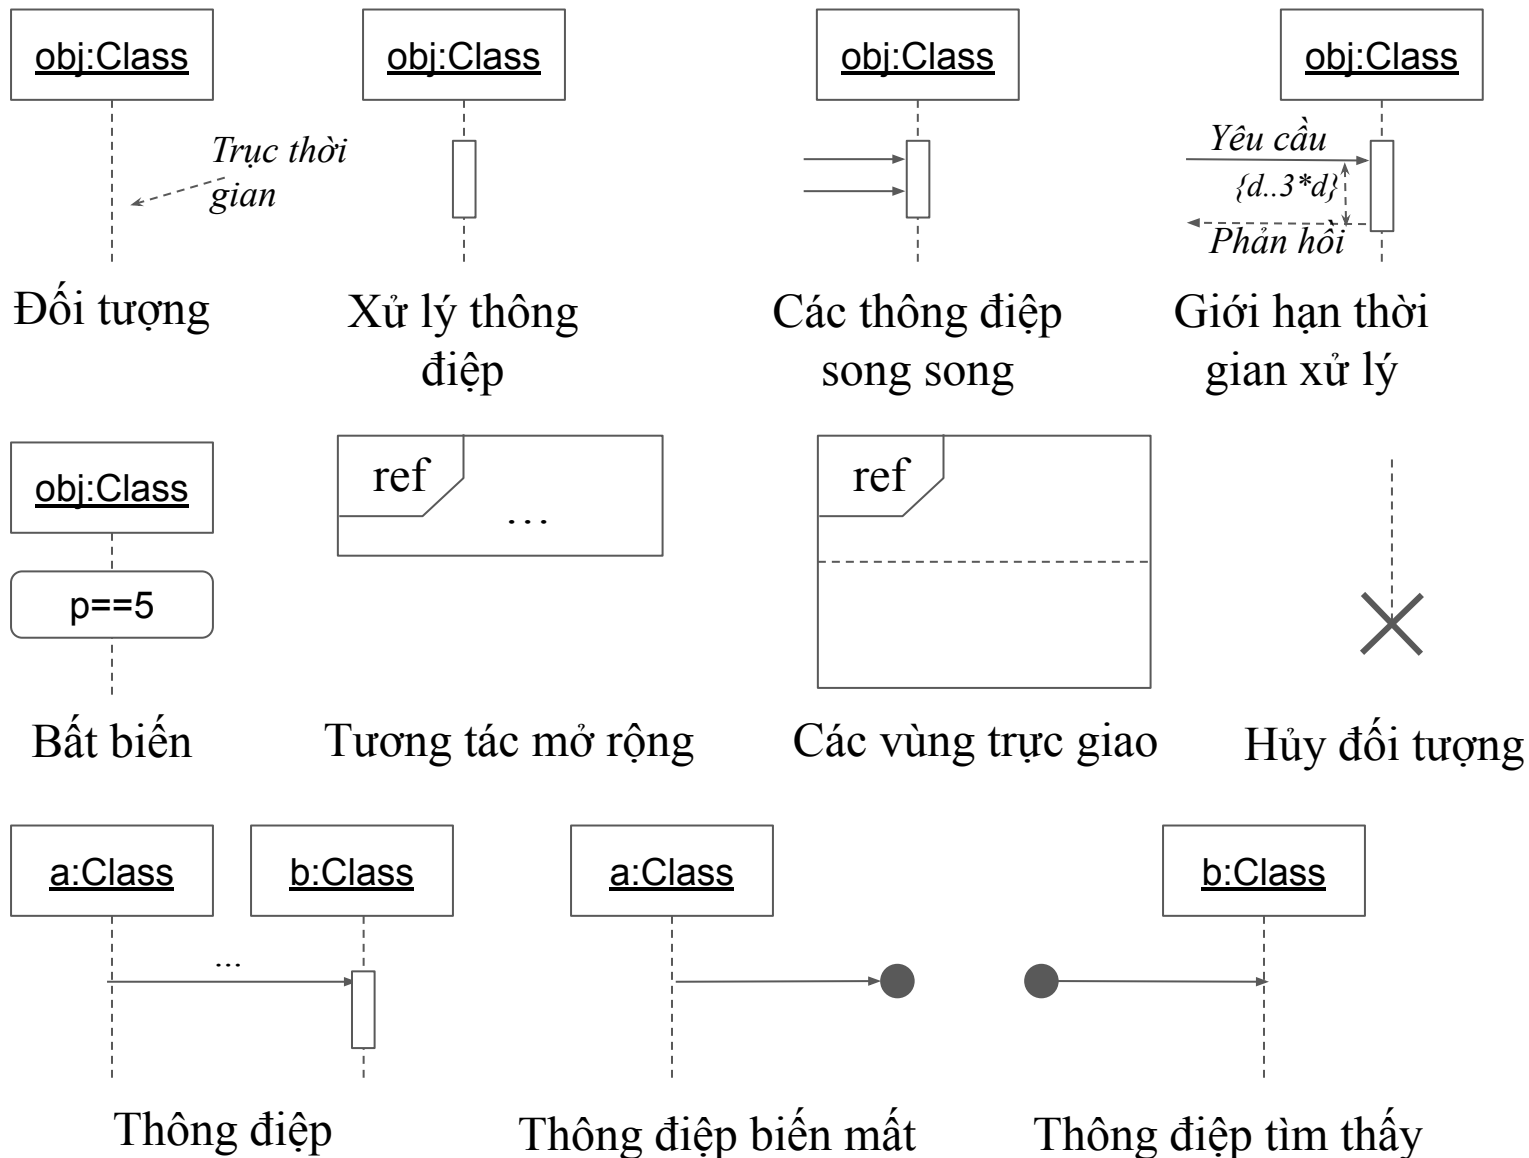 obj:Class
obj:Class
obj:Class
obj:Class
Trục thời
gian
Yêu cầu
{d..3*d}
Phản hồi
Đối tượng
Xử lý thông
điệp
Các thông điệp
song song
Giới hạn thời
gian xử lý
obj:Class
p==5
ref
...
ref
Bất biến
Tương tác mở rộng
Các vùng trực giao
Hủy đối tượng
a:Class
b:Class
a:Class
b:Class
...
Thông điệp
Thông điệp biến mất
Thông điệp tìm thấy